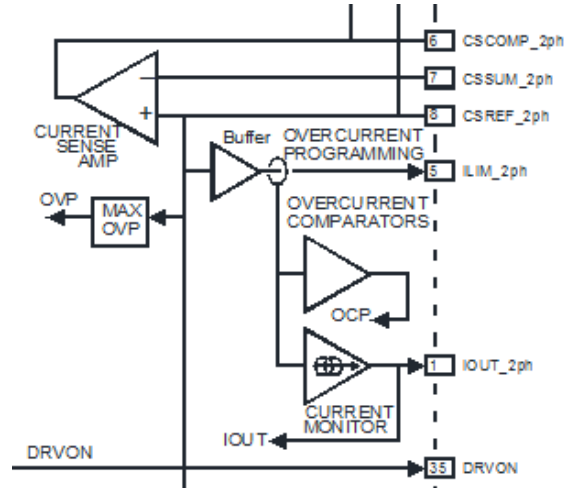 6 CSCOMP_2ph
7 CSSUM_2ph
8 CSREF_2ph
− +
CURRENT
SENSE
AMP
Buffer
OVERCURRENT
PROGRAMMING
5 ILIM_2ph
OVP
MAX
OVP
OVERCURRENT
COMPARATORS
OCP
1 IOUT_2ph
CURRENT
MONITOR
IOUT
DRVON
35 DRVON